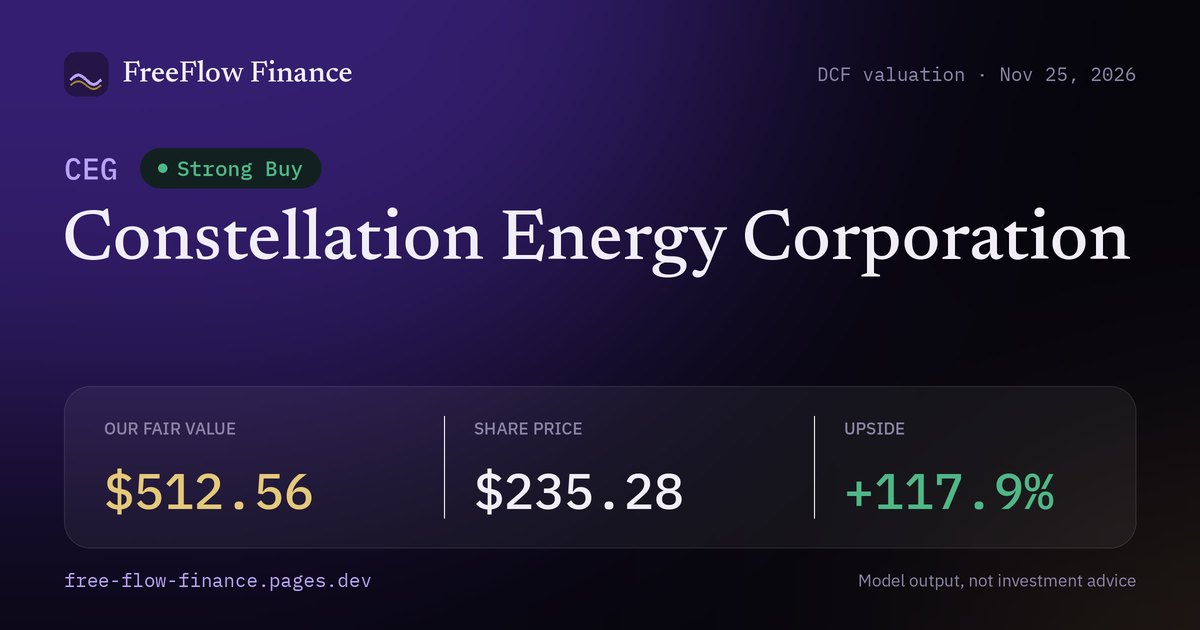 FreeFlow Finance
DCF valuation · Nov 25, 2026
CEG
Strong Buy
Constellation Energy Corporation
OUR FAIR VALUE
$512.56
SHARE PRICE
$235.28
UPSIDE
+117.9%
free-flow-finance.pages.dev
Model output, not investment advice